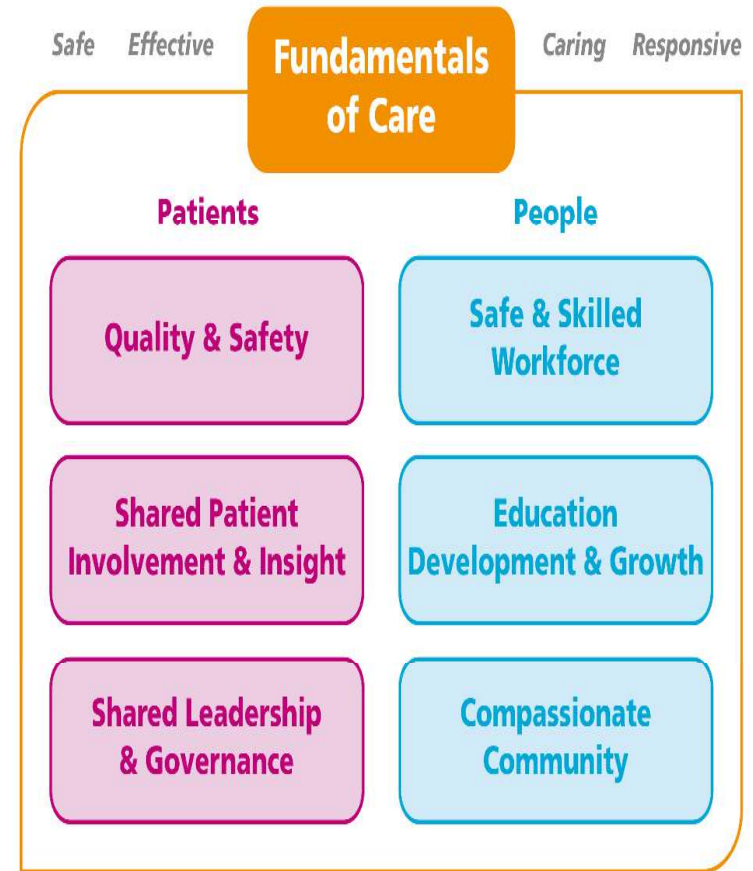 Safe Effective
Fundamentals
of Care
Caring Responsive
Patients
People
Quality & Safety
Safe & Skilled
Workforce
Shared Patient
Involvement & Insight
Education
Development & Growth
Shared Leadership
& Governance
Compassionate
Community